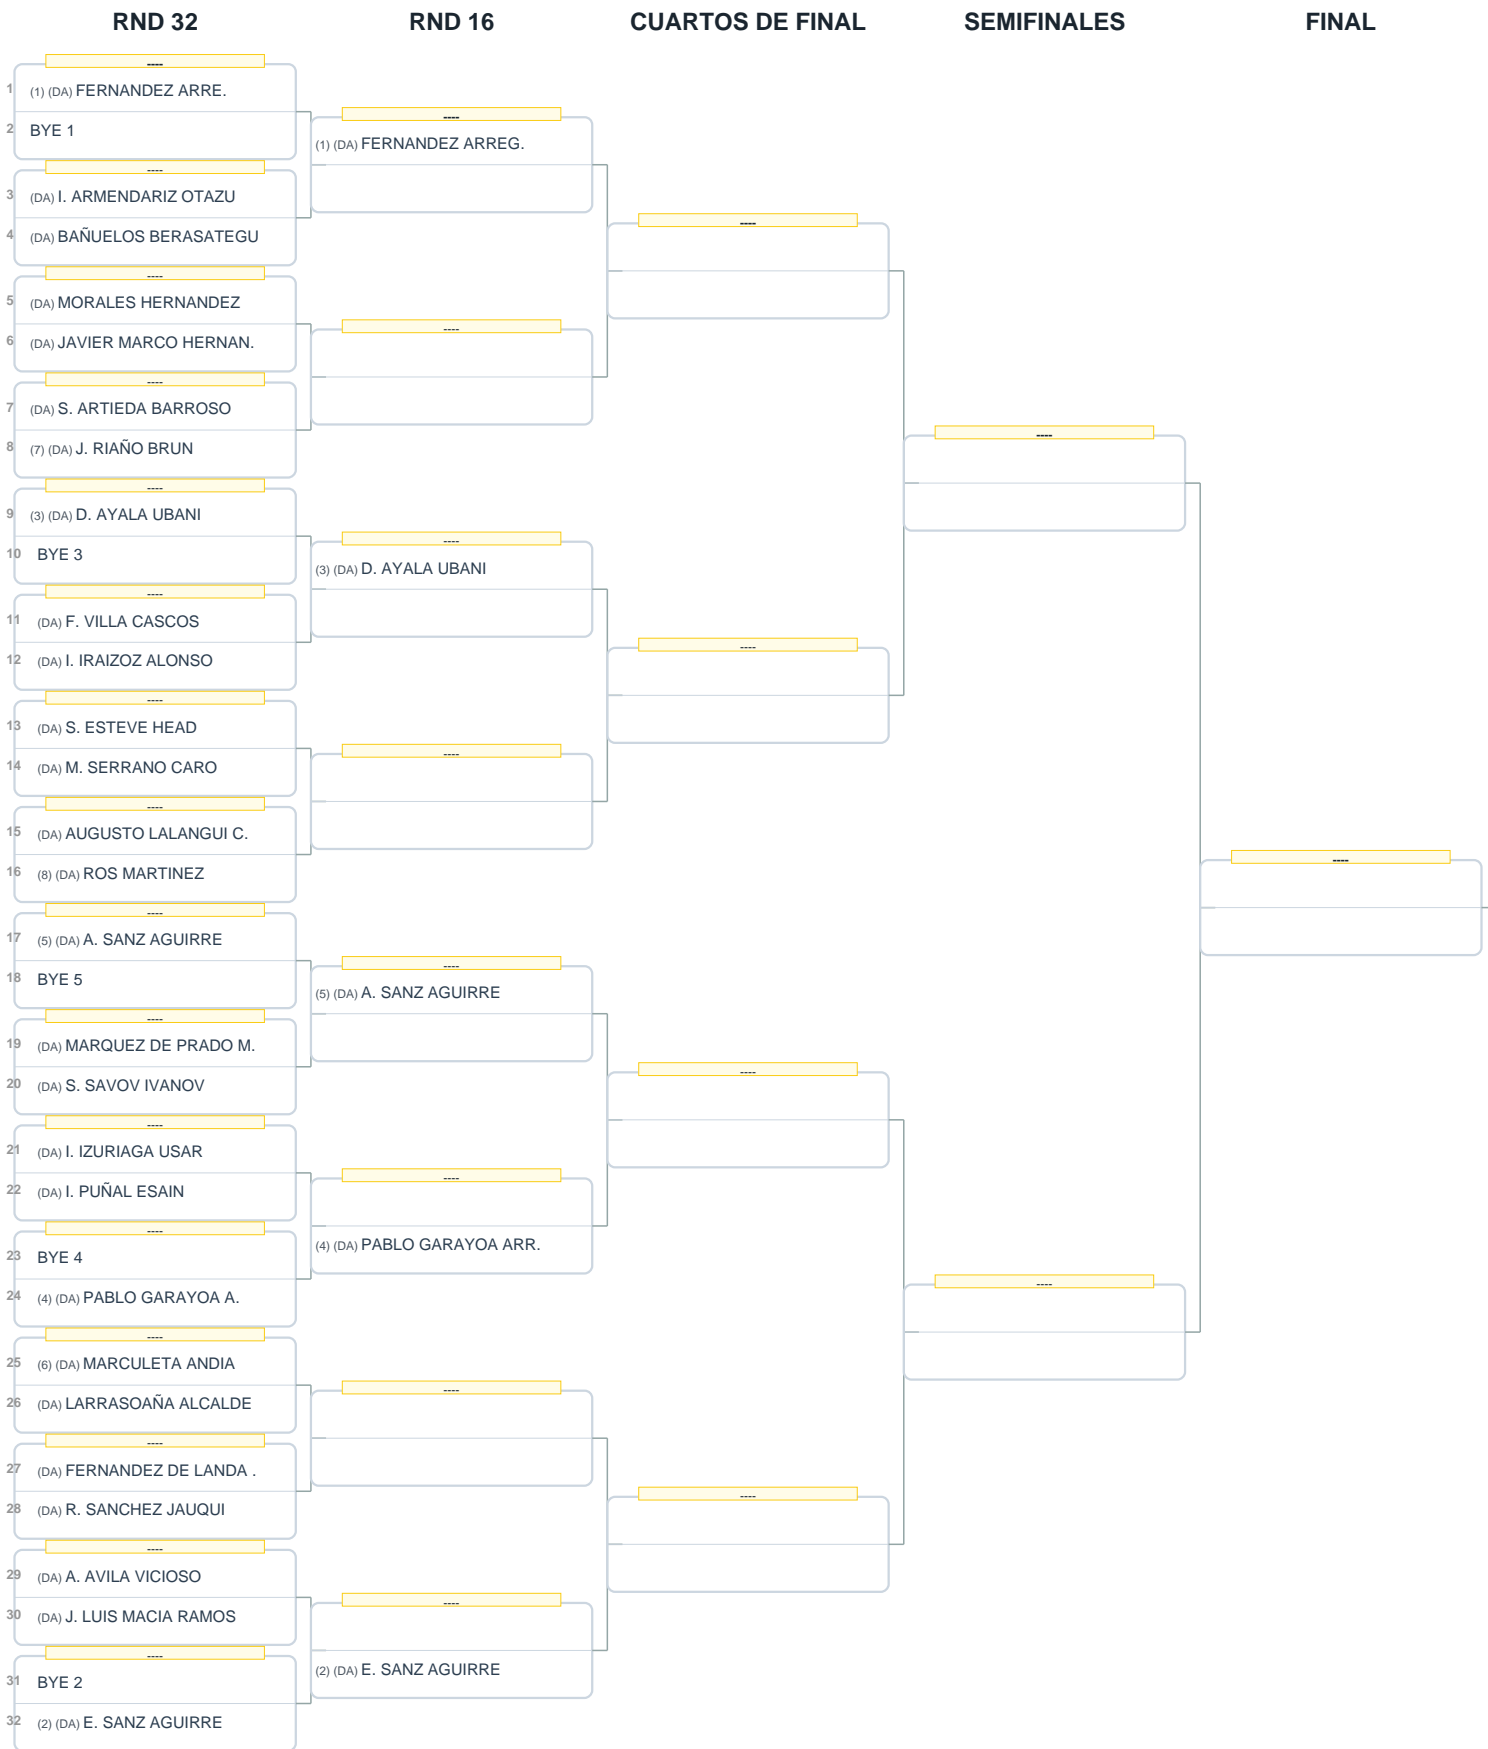 RND 32
RND 16
CUARTOS DE FINAL
SEMIFINALES
FINAL
----
1 (1) (DA) FERNANDEZ ARRE.
2 BYE 1
----
3 (DA) I. ARMENDARIZ OTAZU
4 (DA) BAÑUELOS BERASATEGU
----
5 (DA) MORALES HERNANDEZ
6 (DA) JAVIER MARCO HERNAN.
----
7 (DA) S. ARTIEDA BARROSO
8 (7) (DA) J. RIAÑO BRUN
----
9 (3) (DA) D. AYALA UBANI
10 BYE 3
----
11 (DA) F. VILLA CASCOS
12 (DA) I. IRAIZOZ ALONSO
----
13 (DA) S. ESTEVE HEAD
14 (DA) M. SERRANO CARO
----
15 (DA) AUGUSTO LALANGUI C.
16 (8) (DA) ROS MARTINEZ
----
17 (5) (DA) A. SANZ AGUIRRE
18 BYE 5
----
19 (DA) MARQUEZ DE PRADO M.
20 (DA) S. SAVOV IVANOV
----
21 (DA) I. IZURIAGA USAR
22 (DA) I. PUÑAL ESAIN
----
23 BYE 4
24 (4) (DA) PABLO GARAYOA A.
----
25 (6) (DA) MARCULETA ANDIA
26 (DA) LARRASOAÑA ALCALDE
----
27 (DA) FERNANDEZ DE LANDA .
28 (DA) R. SANCHEZ JAUQUI
----
29 (DA) A. AVILA VICIOSO
30 (DA) J. LUIS MACIA RAMOS
----
31 BYE 2
32 (2) (DA) E. SANZ AGUIRRE
----
(1) (DA) FERNANDEZ ARREG.
----
----
(3) (DA) D. AYALA UBANI
----
----
(5) (DA) A. SANZ AGUIRRE
----
(4) (DA) PABLO GARAYOA ARR.
----
----
(2) (DA) E. SANZ AGUIRRE
----
----
----
----
----
----
----